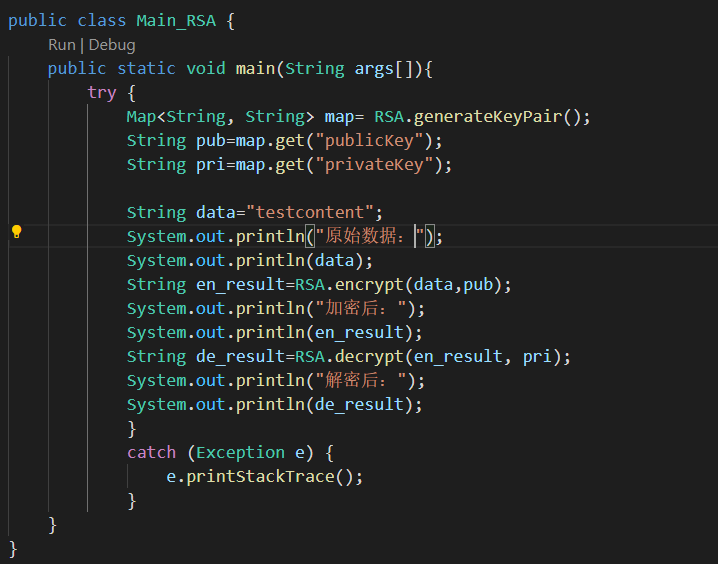 public class Main_RSA {
Run | Debug
public static void main(String args[]){
try {
Map<String, String> map= RSA.generateKeyPair();
String pub=map.get("publicKey");
String pri=map.get("privateKey");
String data="testcontent";
System.out.println("原始数据：");
System.out.println(data);
String en_result=RSA.encrypt(data,pub);
System.out.println("加密后：");
System.out.println(en_result);
String de_result=RSA.decrypt(en_result, pri);
System.out.println("解密后：");
System.out.println(de_result);
}
catch (Exception e) {
e.printStackTrace();
}
}
}